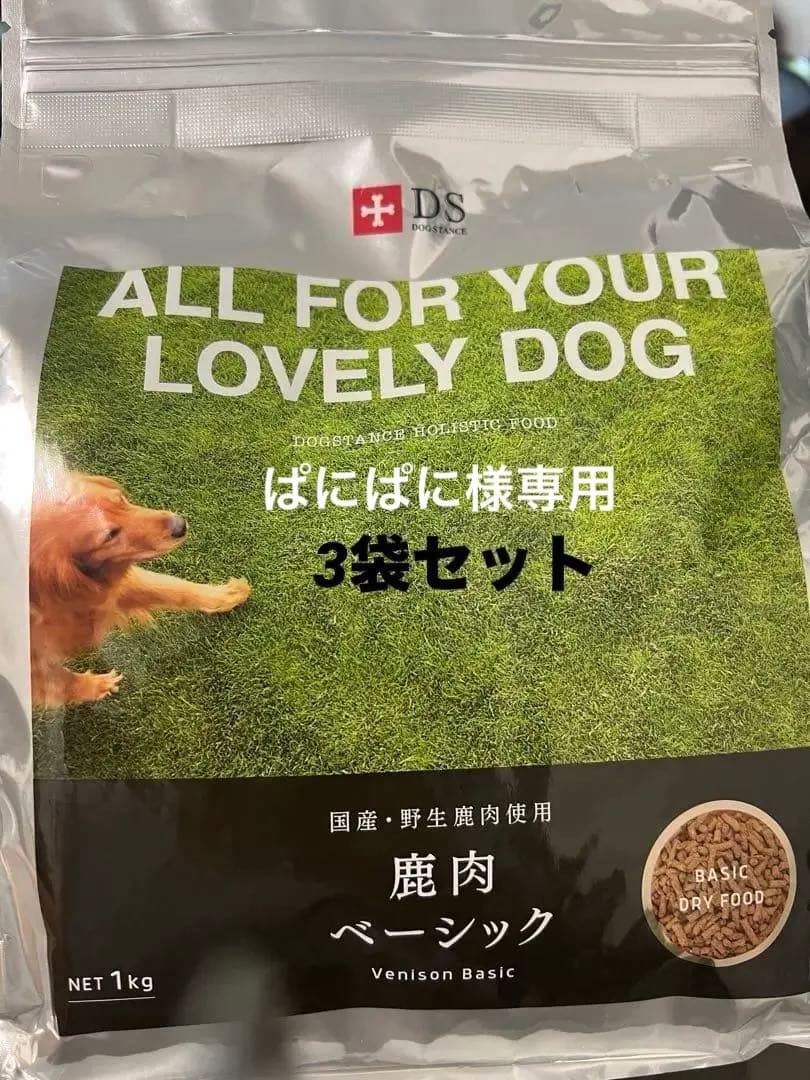 DS
DOGSTANCE
ALL FOR YOUR
LOVELY DOG
DOGSTANCE HOLISTIC FOOD
ぱにぱに様専用
3袋セット
国産・野生鹿肉使用
鹿肉
ベーシック
Venison Basic
BASIC
DRY FOOD
NET 1kg